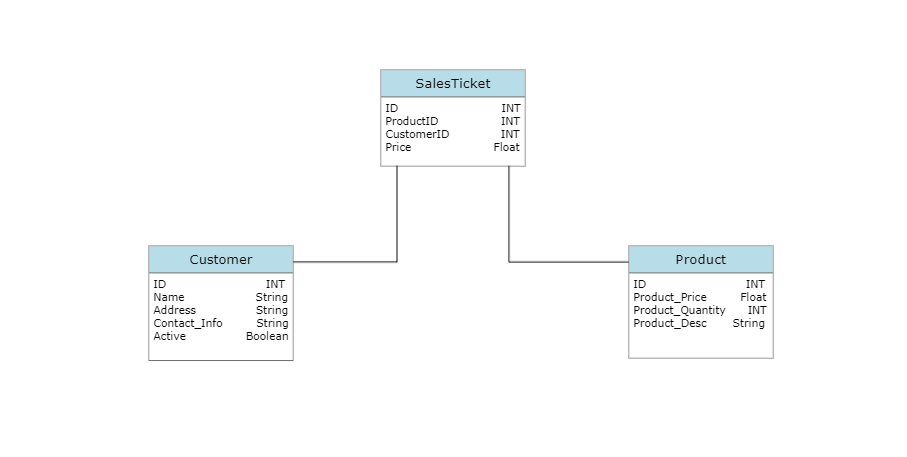 SalesTicket
ID INT
ProductID INT
CustomerID INT
Price Float
Customer
ID INT
Name String
Address String
Contact_Info String
Active Boolean
Product
ID INT
Product_Price Float
Product_Quantity INT
Product_Desc String